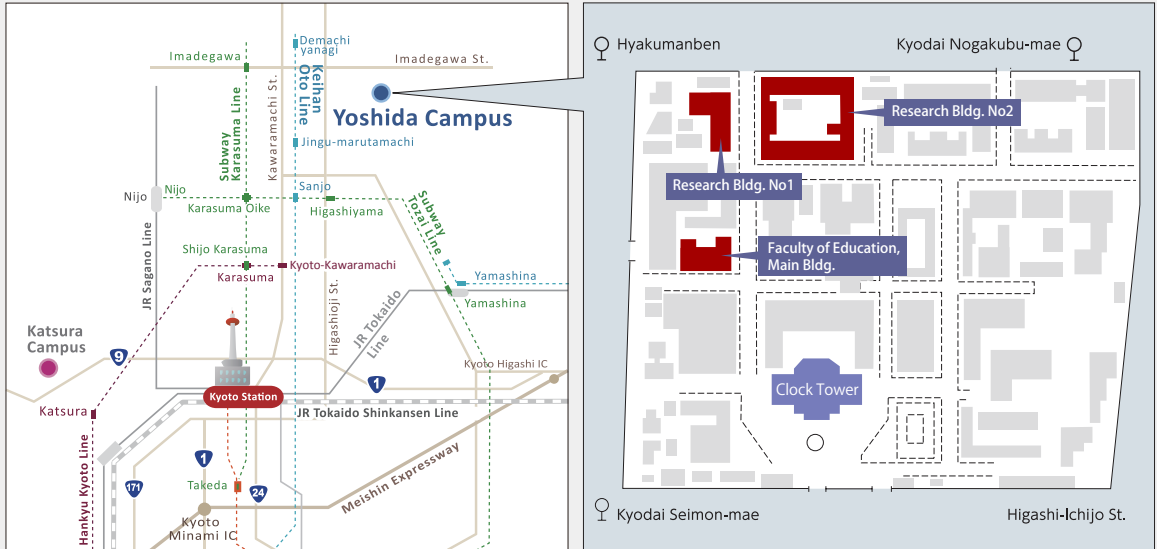 Demachi
yanagi
Imadegawa
Imadegawa St.
Keihan
Oto Line
Kawaramachi St.
Subway
Karasuma Line
Yoshida Campus
Jingu-marutamachi
Nijo
Nijo
Sanjo
Karasuma Oike
Higashiyama
Subway
Tozai Line
Shijo Karasuma
Karasuma
Kyoto-Kawaramachi
JR Sagano Line
Yamashina
Yamashina
Higashioji St.
JR Tokaido
Line
Katsura
Campus
9
Kyoto Higashi IC
1
Kyoto Station
JR Tokaido Shinkansen Line
Katsura
Hankyu Kyoto Line
1
Meishin Expressway
171
Takeda
24
Kyoto
Minami IC
Hyakumanben
Kyodai Nogakubu-mae
Research Bldg. No2
Research Bldg. No1
Faculty of Education,
Main Bldg.
Clock Tower
Kyodai Seimon-mae
Higashi-Ichijo St.